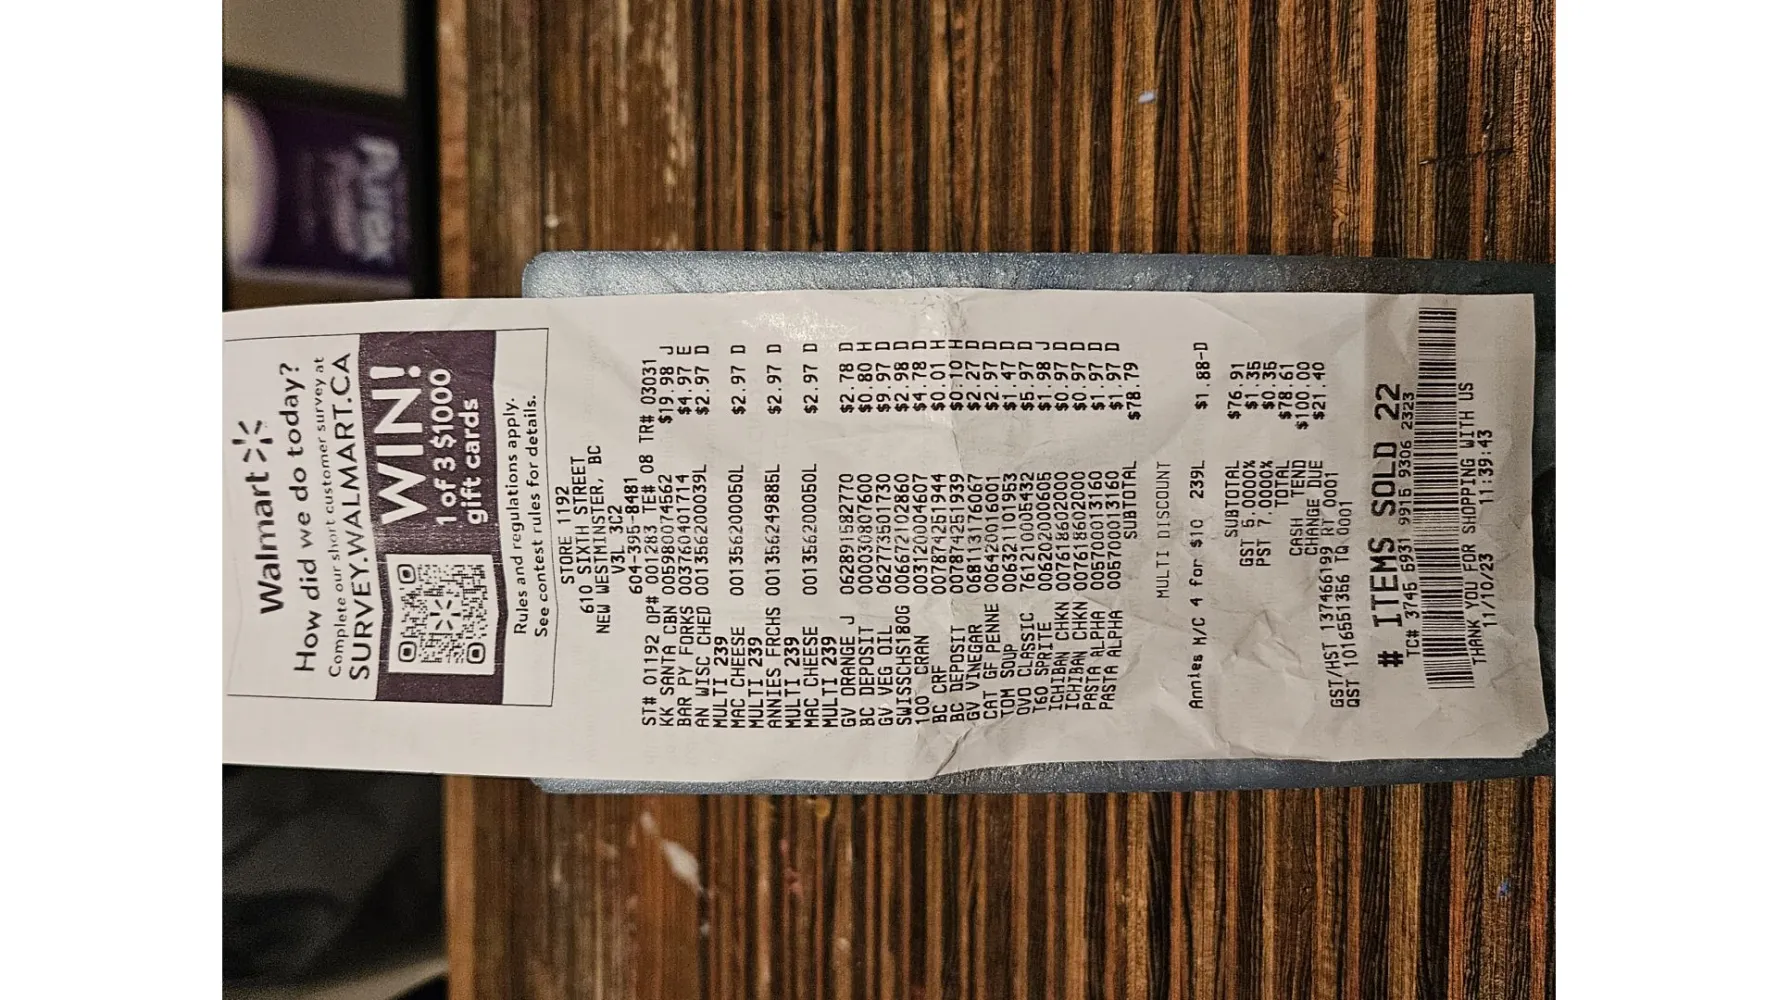 Purex
Walmart
How did we do today?
Complete our short customer survey at
SURVEY.WALMART.CA
WIN!
1 of 3 $1000
gift cards
Rules and regulations apply.
See contest rules for details.
STORE 1192
610 SIXTH STREET
NEW WESTMINSTER, BC
V3L 3C2
604-395-8481
ST# 01192 OP# 001283 TE# 08 TR# 03031
KK SANTA CBN 005980074562 $19.98 J
BAR PY FORKS 003760401714 $4.97 E
AN WISC CHED 001356200039L $2.97 D
MULTI 239
MAC CHEESE 001356200050L $2.97 D
MULTI 239
ANNIES FRCHS 001356249885L $2.97 D
MULTI 239
MAC CHEESE 001356200050L $2.97 D
MULTI 239
GV ORANGE J 062891582770 $2.78 D
BC DEPOSIT 000030807600 $0.80 H
GV VEG OIL 062773501730 $9.97 D
SWISSCHS180G 006672102860 $2.98 D
100 CRAN 003120004607 $4.78 D
BC CRF 007874251944 $0.01 H
BC DEPOSIT 007874251939 $0.10 H
GV VINEGAR 068113176067 $2.27 D
CAT GF PENNE 006420016001 $2.97 D
TOM SOUP 006321101953 $1.47 D
OVO CLASSIC 761210005432 $5.97 D
T60 SPRITE 006202000606 $1.98 J
ICHIBAN CHKN 007618602000 $0.97 D
ICHIBAN CHKN 007618602000 $0.97 D
PASTA ALPHA 005700013160 $1.97 D
PASTA ALPHA 005700013160 $1.97 D
SUBTOTAL $78.79
MULTI DISCOUNT
Annies M/C 4 for $10 239L $1.88-D
SUBTOTAL $76.91
GST 5.0000% $1.35
PST 7.0000% $0.35
TOTAL $78.61
CASH TEND $100.00
CHANGE DUE $21.40
GST/HST 137466199 RT 0001
QST 1016551356 TQ 0001
# ITEMS SOLD 22
TC# 3745 5931 9915 9306 2323
THANK YOU FOR SHOPPING WITH US
11/10/23 11:39:43